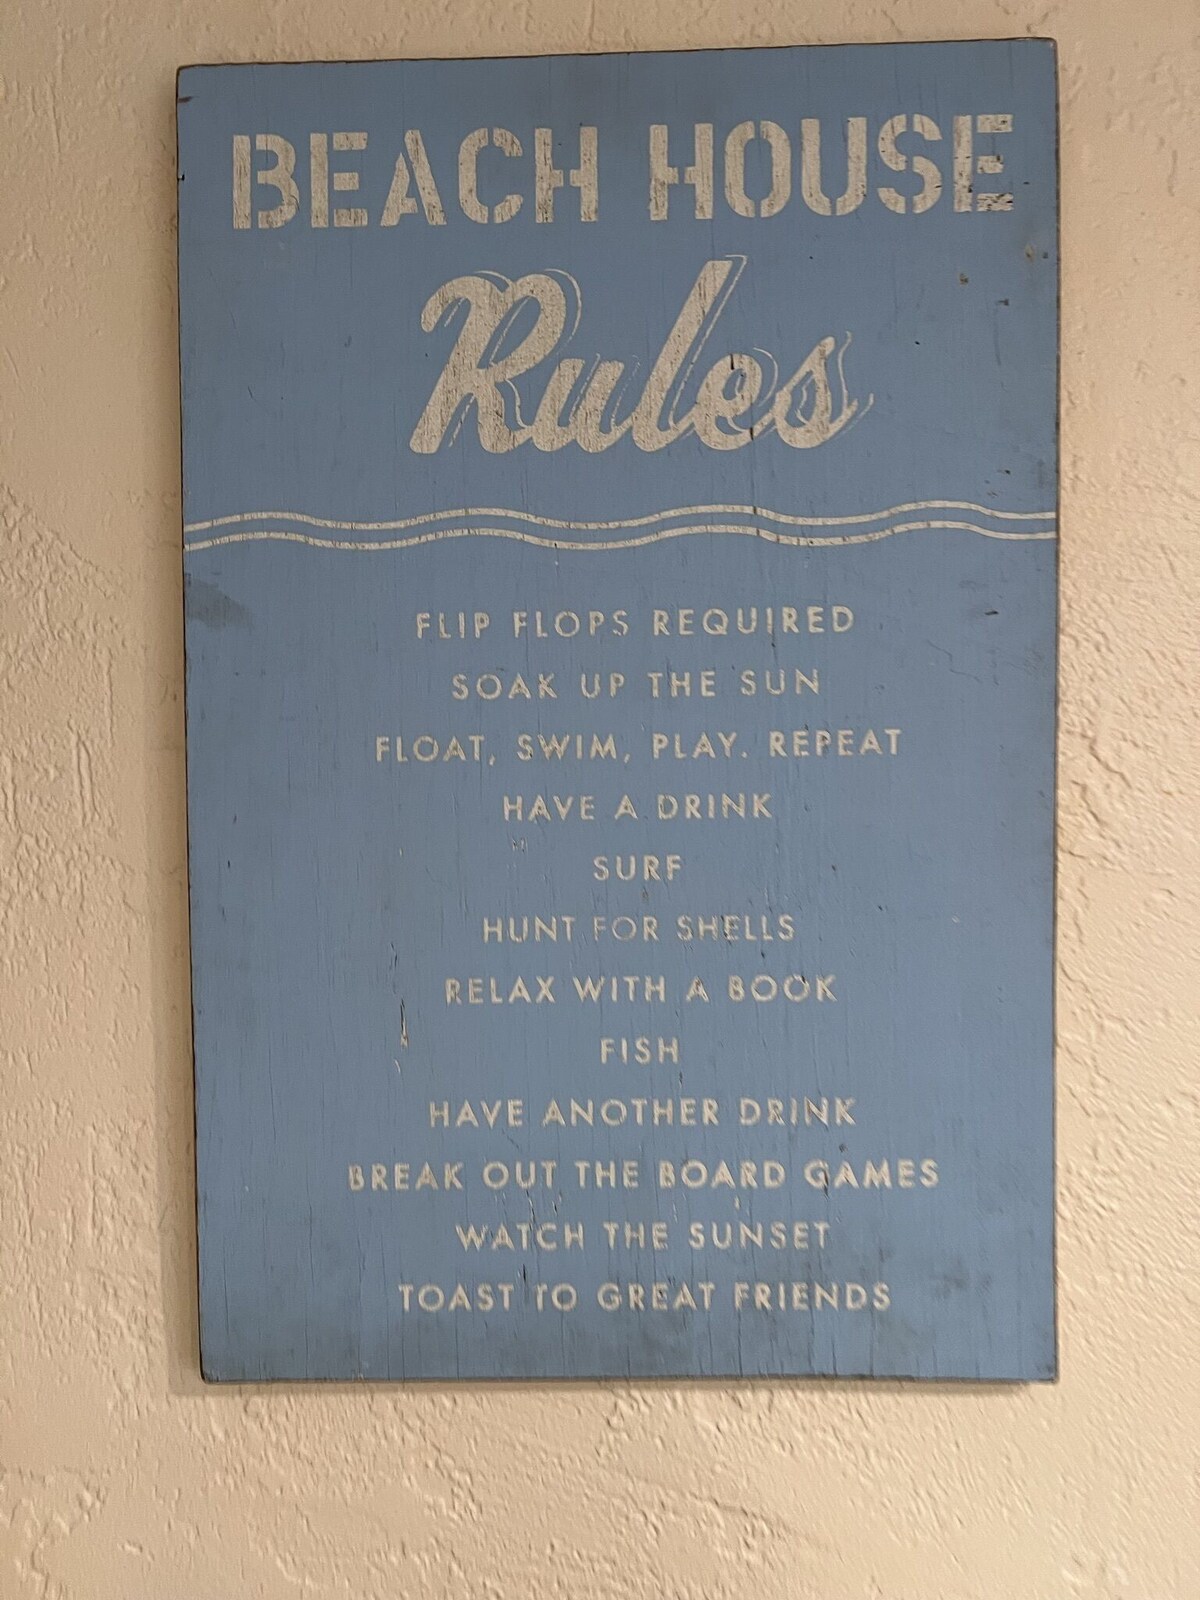 BEACH HOUSE
Rules
FLIP FLOPS REQUIRED
SOAK UP THE SUN
FLOAT, SWIM, PLAY. REPEAT
HAVE A DRINK
SURF
HUNT FOR SHELLS
RELAX WITH A BOOK
FISH
HAVE ANOTHER DRINK
BREAK OUT THE BOARD GAMES
WATCH THE SUNSET
TOAST TO GREAT FRIENDS